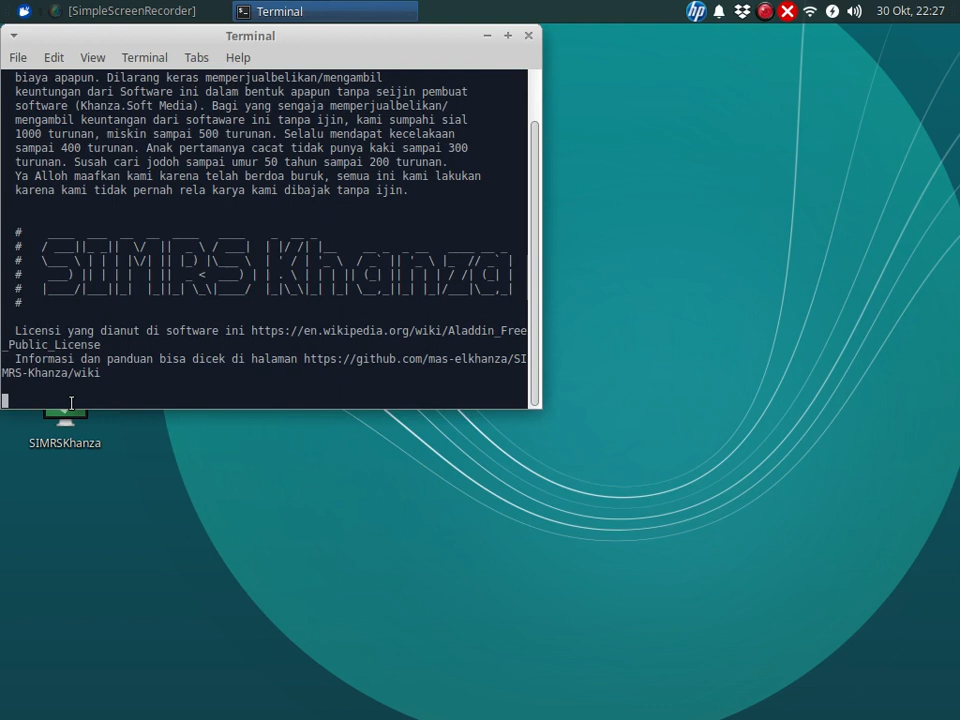 [SimpleScreenRecorder]
Terminal
30 Okt, 22:27
Terminal
File Edit View Terminal Tabs Help
biaya apapun. Dilarang keras memperjualbelikan/mengambil
keuntungan dari Software ini dalam bentuk apapun tanpa seijin pembuat
software (Khanza.Soft Media). Bagi yang sengaja memperjualbelikan/
mengambil keuntangan dari softaware ini tanpa ijin, kami sumpahi sial
1000 turunan, miskin sampai 500 turunan. Selalu mendapat kecelakaan
sampai 400 turunan. Anak pertamanya cacat tidak punya kaki sampai 300
turunan. Susah cari jodoh sampai umur 50 tahun sampai 200 turunan.
Ya Alloh maafkan kami karena telah berdoa buruk, semua ini kami lakukan
karena kami tidak pernah rela karya kami dibajak tanpa ijin.
#
#
# SIMRS Khanza
#
#
#
Licensi yang dianut di software ini https://en.wikipedia.org/wiki/Aladdin_Free
_Public_License
Informasi dan panduan bisa dicek di halaman https://github.com/mas-elkhanza/SI
MRS-Khanza/wiki
SIMRSKhanza